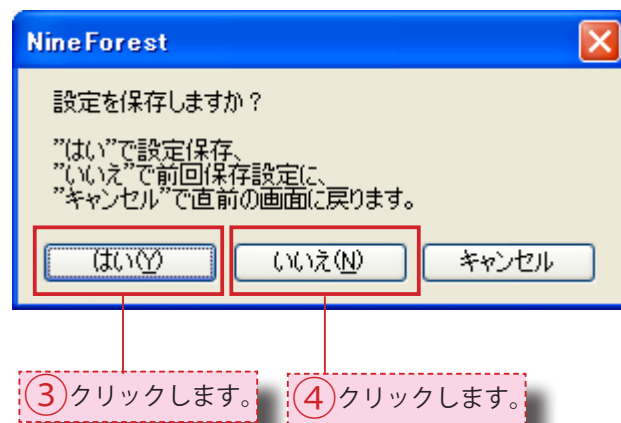 NineForest
設定を保存しますか？
”はい”で設定保存、
”いいえ”で前回保存設定に、
”キャンセル”で直前の画面に戻ります。
はい(Y) いいえ(N) キャンセル
③クリックします。 ④クリックします。